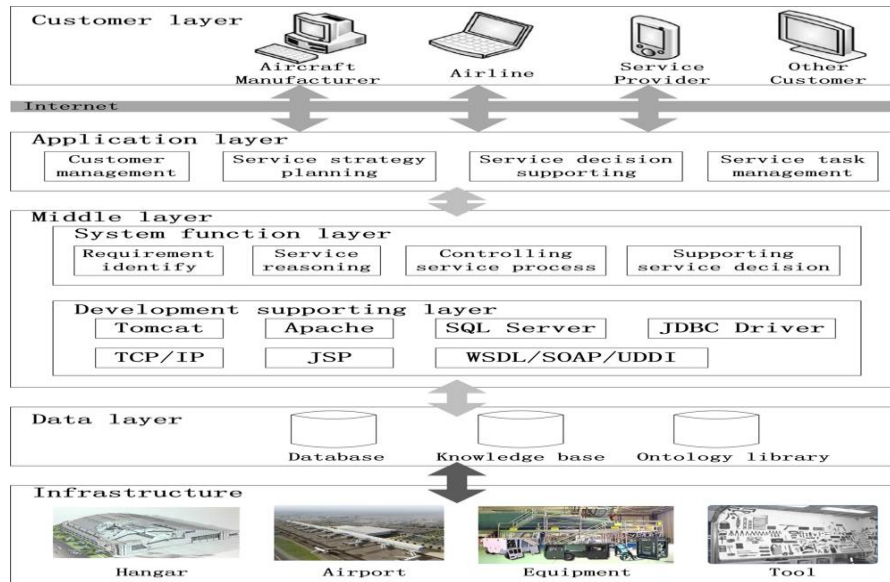 Customer layer
Aircraft
Manufacturer
Airline
Service
Provider
Other
Customer
Internet
Application layer
Customer
management
Service strategy
planning
Service decision
supporting
Service task
management
Middle layer
System function layer
Requirement
identify
Service
reasoning
Controlling
service process
Supporting
service decision
Development supporting layer
Tomcat
Apache
SQL Server
JDBC Driver
TCP/IP
JSP
WSDL/SOAP/UDDI
Data layer
Database
Knowledge base
Ontology library
Infrastructure
Hangar
Airport
Equipment
Tool